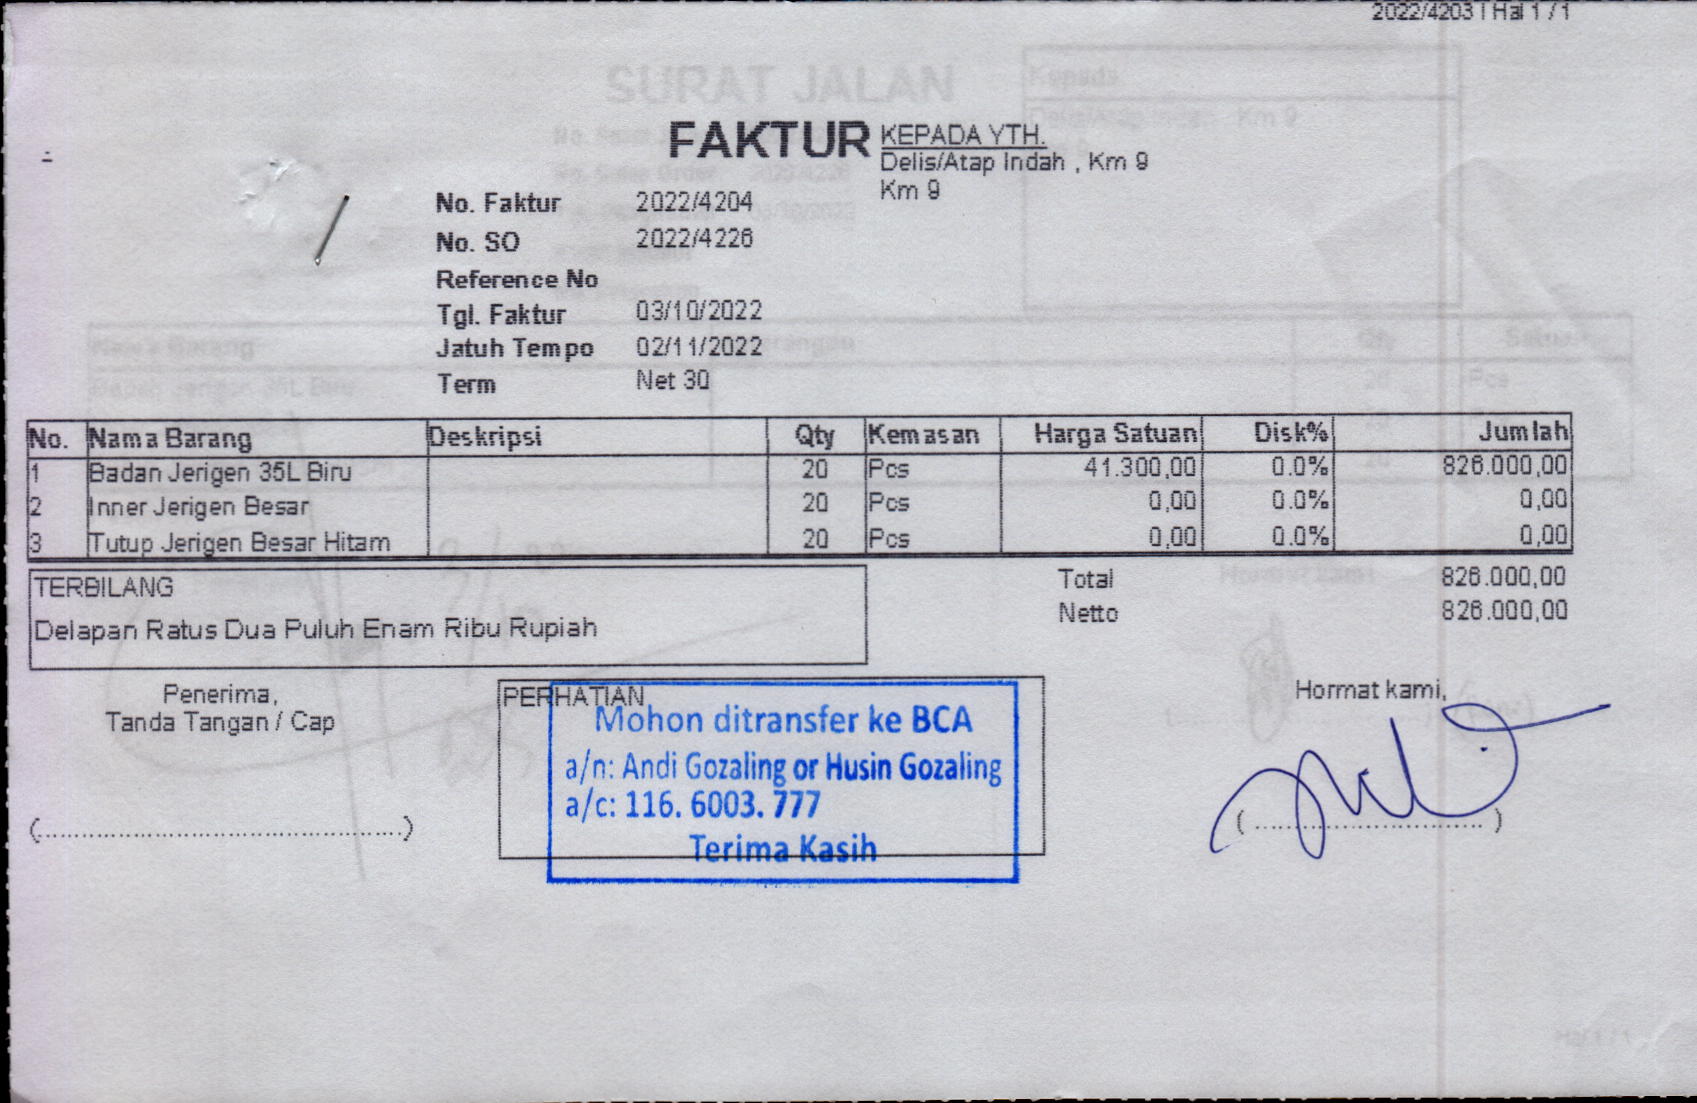 2022/4203 | Hal 1 / 1
SURAT JALAN
Kepada
FAKTUR
KEPADA YTH.
Delis/Atap Indah , Km 9
Km 9
No. Faktur 2022/4204
No. SO 2022/4226
Reference No
Tgl. Faktur 03/10/2022
Jatuh Tempo 02/11/2022
Term Net 30
No. Nama Barang Deskripsi Qty Kemasan Harga Satuan Disk% Jumlah
1 Badan Jerigen 35L Biru 20 Pcs 41.300,00 0.0% 826.000,00
2 Inner Jerigen Besar 20 Pcs 0,00 0.0% 0,00
3 Tutup Jerigen Besar Hitam 20 Pcs 0,00 0.0% 0,00
TERBILANG
Delapan Ratus Dua Puluh Enam Ribu Rupiah
Total 826.000,00
Netto 826.000,00
Penerima,
Tanda Tangan / Cap
(..............................................)
PERHATIAN
Mohon ditransfer ke BCA
a/n: Andi Gozaling or Husin Gozaling
a/c: 116. 6003. 777
Terima Kasih
Hormat kami,
( ................................ )
Hal 1 / 1